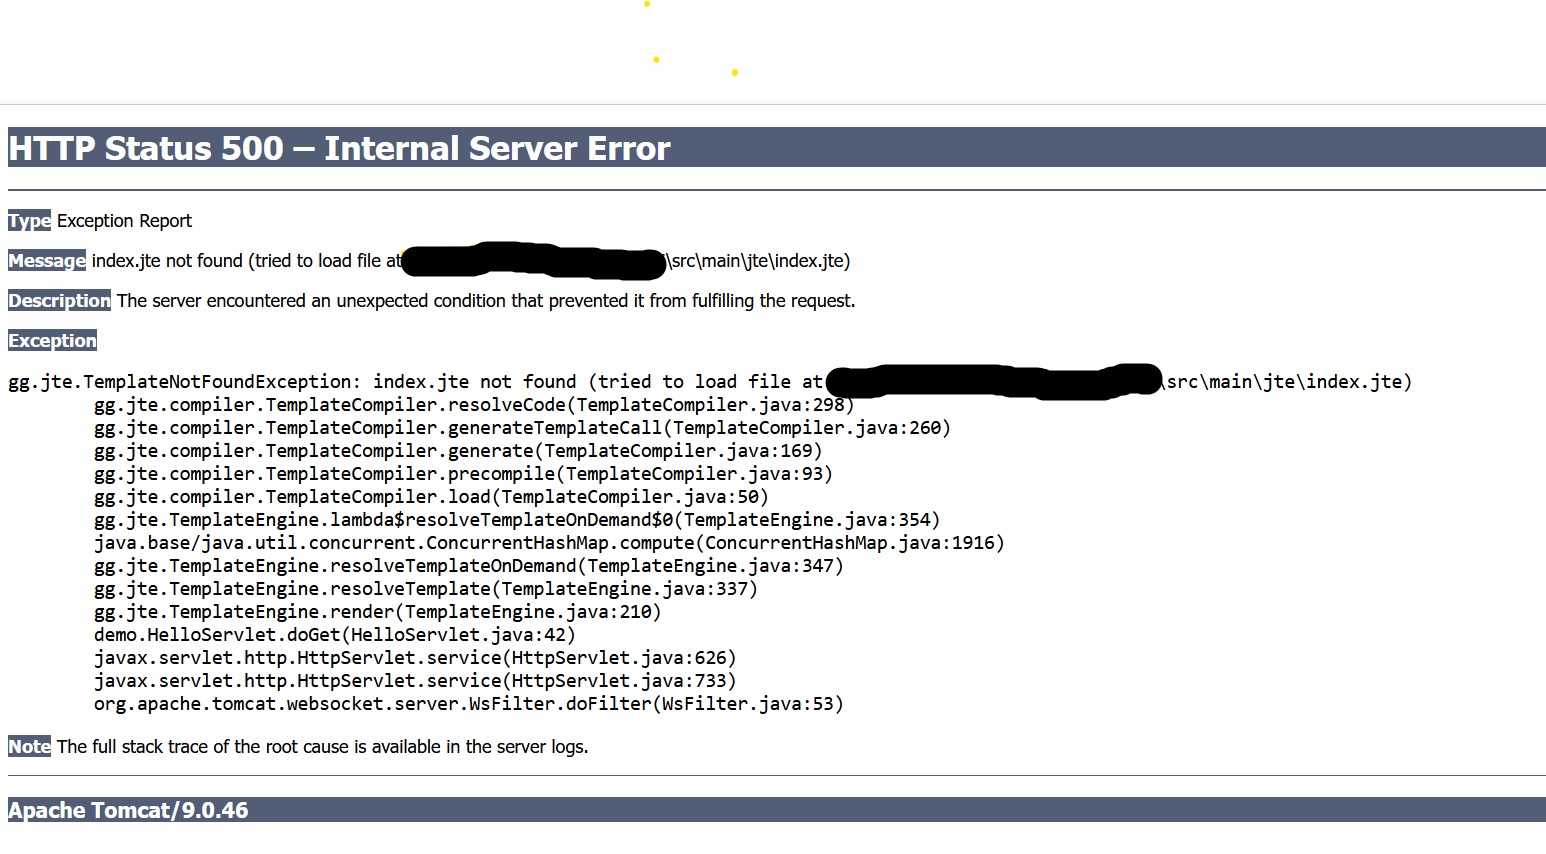 HTTP Status 500 – Internal Server Error
Type Exception Report
Message index.jte not found (tried to load file at \src\main\jte\index.jte)
Description The server encountered an unexpected condition that prevented it from fulfilling the request.
Exception
gg.jte.TemplateNotFoundException: index.jte not found (tried to load file at \src\main\jte\index.jte)
gg.jte.compiler.TemplateCompiler.resolveCode(TemplateCompiler.java:298)
gg.jte.compiler.TemplateCompiler.generateTemplateCall(TemplateCompiler.java:260)
gg.jte.compiler.TemplateCompiler.generate(TemplateCompiler.java:169)
gg.jte.compiler.TemplateCompiler.precompile(TemplateCompiler.java:93)
gg.jte.compiler.TemplateCompiler.load(TemplateCompiler.java:50)
gg.jte.TemplateEngine.lambda$resolveTemplateOnDemand$0(TemplateEngine.java:354)
java.base/java.util.concurrent.ConcurrentHashMap.compute(ConcurrentHashMap.java:1916)
gg.jte.TemplateEngine.resolveTemplateOnDemand(TemplateEngine.java:347)
gg.jte.TemplateEngine.resolveTemplate(TemplateEngine.java:337)
gg.jte.TemplateEngine.render(TemplateEngine.java:210)
demo.HelloServlet.doGet(HelloServlet.java:42)
javax.servlet.http.HttpServlet.service(HttpServlet.java:626)
javax.servlet.http.HttpServlet.service(HttpServlet.java:733)
org.apache.tomcat.websocket.server.WsFilter.doFilter(WsFilter.java:53)
Note The full stack trace of the root cause is available in the server logs.
Apache Tomcat/9.0.46